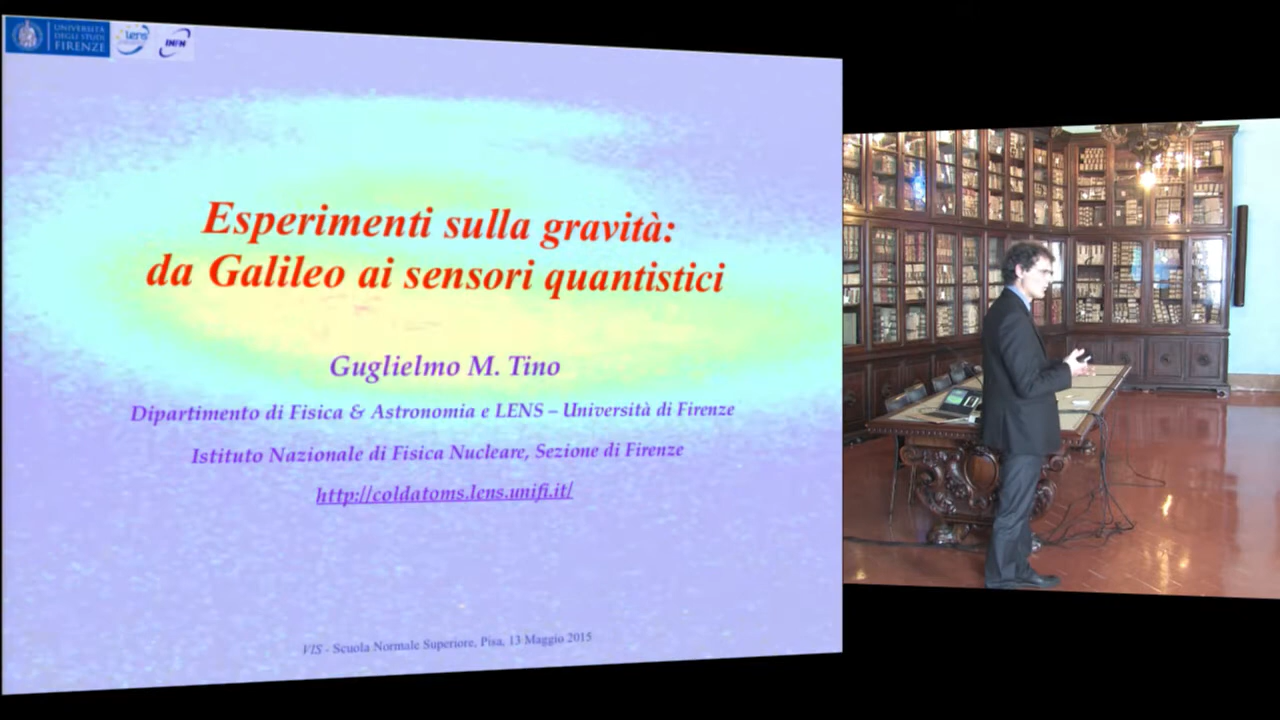 UNIVERSITÀ
DEGLI STUDI
FIRENZE
lens
INFN
Esperimenti sulla gravità:
da Galileo ai sensori quantistici
Guglielmo M. Tino
Dipartimento di Fisica & Astronomia e LENS – Università di Firenze
Istituto Nazionale di Fisica Nucleare, Sezione di Firenze
http://coldatoms.lens.unifi.it/
VIS - Scuola Normale Superiore, Pisa, 13 Maggio 2015